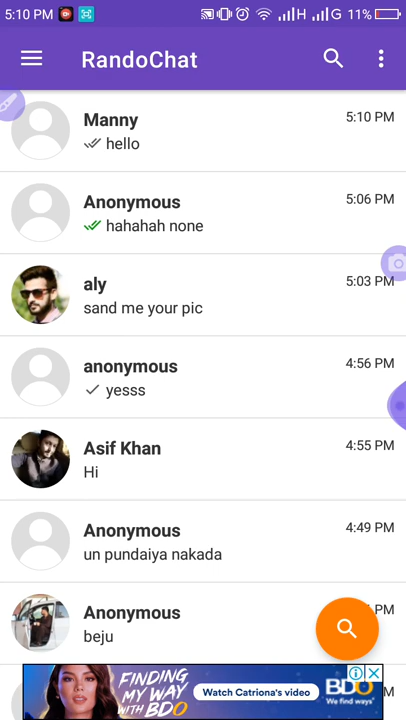 5:10 PM
H
G
11%
RandoChat
Manny
5:10 PM
hello
Anonymous
5:06 PM
hahahah none
aly
5:03 PM
sand me your pic
anonymous
4:56 PM
yesss
Asif Khan
4:55 PM
Hi
Anonymous
4:49 PM
un pundaiya nakada
Anonymous
PM
beju
FINDING
MY WAY
WITH BDO
Watch Catriona's video
BDO
We find ways®
M